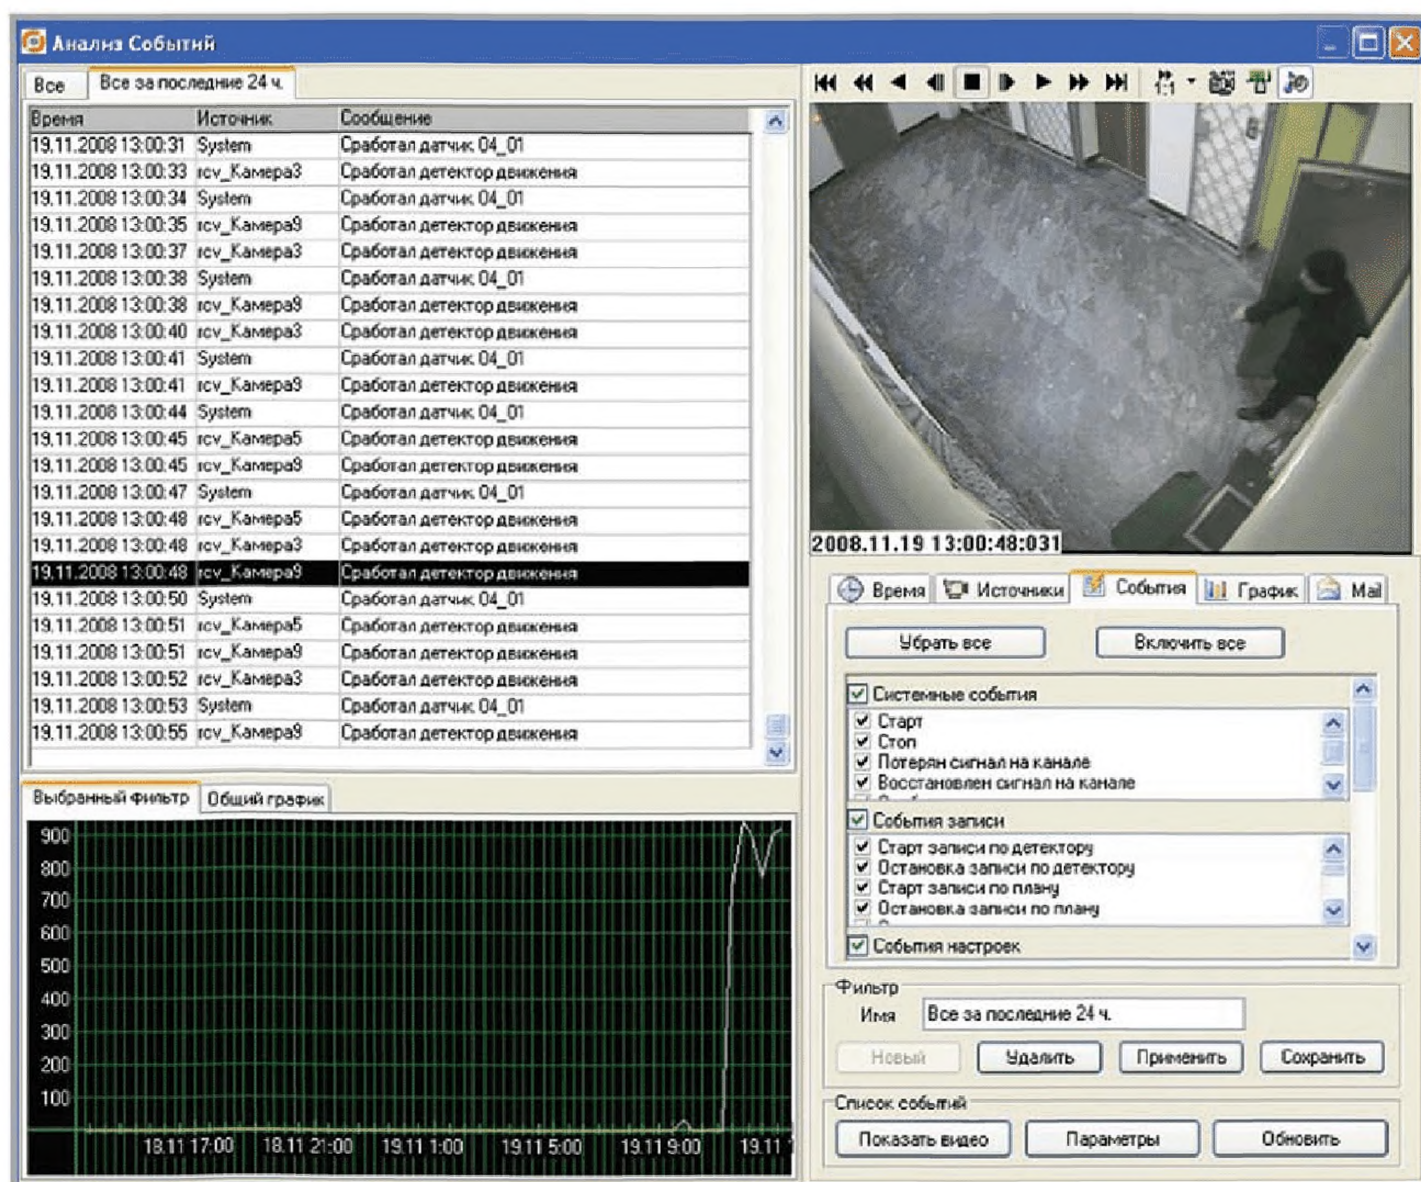 Анализ Событий
Все
Все за последние 24 ч.
Время Источник Сообщение
19.11.2008 13:00:31 System Сработал датчик 04_01
19.11.2008 13:00:33 rcv_Камера3 Сработал детектор движения
19.11.2008 13:00:34 System Сработал датчик 04_01
19.11.2008 13:00:35 rcv_Камера9 Сработал детектор движения
19.11.2008 13:00:37 rcv_Камера3 Сработал детектор движения
19.11.2008 13:00:38 System Сработал датчик 04_01
19.11.2008 13:00:38 rcv_Камера9 Сработал детектор движения
19.11.2008 13:00:40 rcv_Камера3 Сработал детектор движения
19.11.2008 13:00:41 System Сработал датчик 04_01
19.11.2008 13:00:41 rcv_Камера9 Сработал детектор движения
19.11.2008 13:00:44 System Сработал датчик 04_01
19.11.2008 13:00:45 rcv_Камера5 Сработал детектор движения
19.11.2008 13:00:45 rcv_Камера9 Сработал детектор движения
19.11.2008 13:00:47 System Сработал датчик 04_01
19.11.2008 13:00:48 rcv_Камера5 Сработал детектор движения
19.11.2008 13:00:48 rcv_Камера3 Сработал детектор движения
19.11.2008 13:00:48 rcv_Камера9 Сработал детектор движения
19.11.2008 13:00:50 System Сработал датчик 04_01
19.11.2008 13:00:51 rcv_Камера5 Сработал детектор движения
19.11.2008 13:00:51 rcv_Камера9 Сработал детектор движения
19.11.2008 13:00:52 rcv_Камера3 Сработал детектор движения
19.11.2008 13:00:53 System Сработал датчик 04_01
19.11.2008 13:00:55 rcv_Камера9 Сработал детектор движения
Выбранный фильтр
Общий график
900
800
700
600
500
400
300
200
100
18.11 17:00 18.11 21:00 19.11 1:00 19.11 5:00 19.11 9:00 19.11
1:1
2008.11.19 13:00:48:031
Время Источники События График Mail
Убрать все
Включить все
Системные события
Старт
Стоп
Потерян сигнал на канале
Восстановлен сигнал на канале
События записи
Старт записи по детектору
Остановка записи по детектору
Старт записи по плану
Остановка записи по плану
События настроек
Фильтр
Имя Все за последние 24 ч.
Новый Удалить Применить Сохранить
Список событий
Показать видео Параметры Обновить